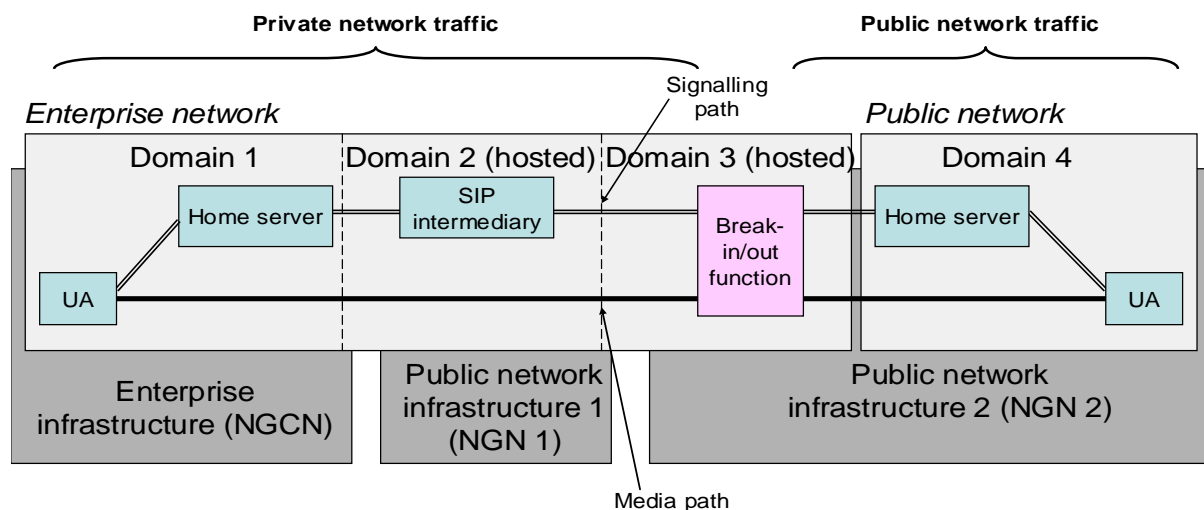 Private network traffic
Public network traffic
Signalling
path
Enterprise network
Public network
Domain 1
Domain 2 (hosted)
Domain 3 (hosted)
Domain 4
Home server
SIP
intermediary
Break-
in/out
function
Home server
UA
UA
Enterprise
infrastructure (NGCN)
Public network
infrastructure 1
(NGN 1)
Public network
infrastructure 2 (NGN 2)
Media path